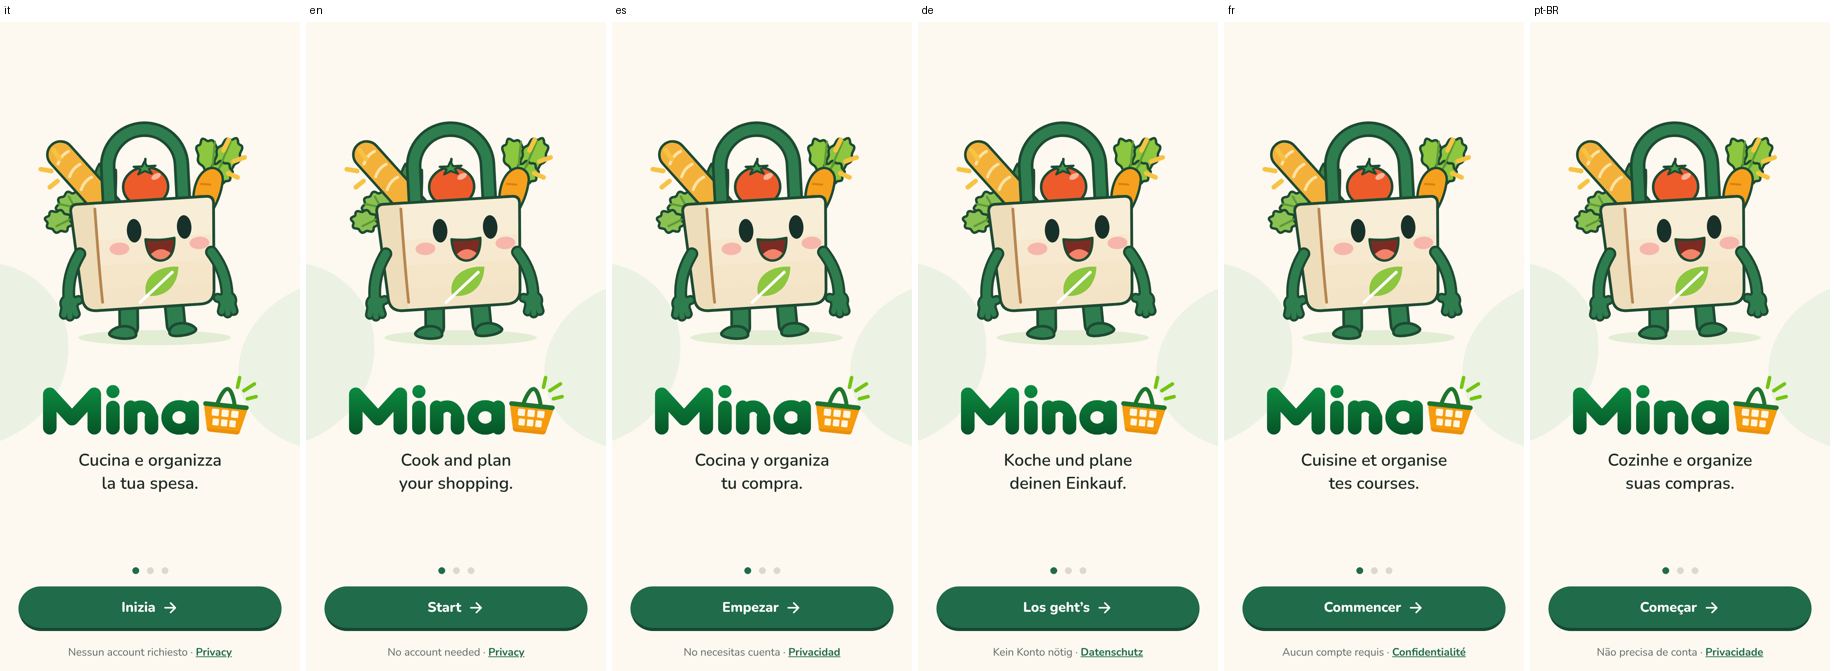 it
Mina
Cucina e organizza
la tua spesa.
Inizia →
Nessun account richiesto · Privacy
en
Mina
Cook and plan
your shopping.
Start →
No account needed · Privacy
es
Mina
Cocina y organiza
tu compra.
Empezar →
No necesitas cuenta · Privacidad
de
Mina
Koche und plane
deinen Einkauf.
Los geht’s →
Kein Konto nötig · Datenschutz
fr
Mina
Cuisine et organise
tes courses.
Commencer →
Aucun compte requis · Confidentialité
pt-BR
Mina
Cozinhe e organize
suas compras.
Começar →
Não precisa de conta · Privacidade